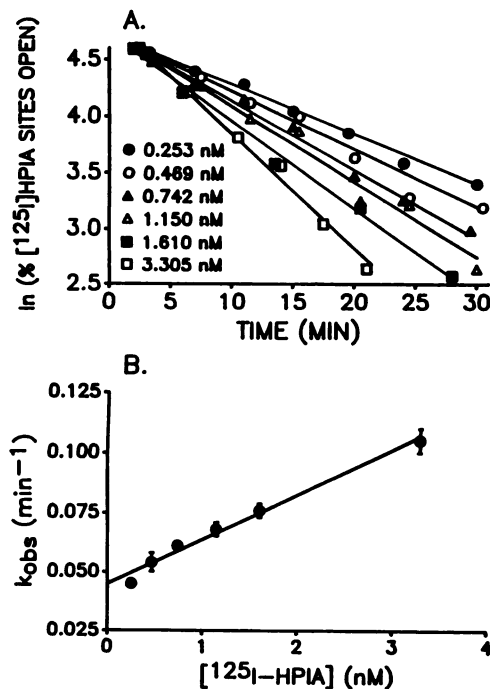 A.
ln (% [125I]HPIA SITES OPEN)
4.5
4.0
3.5
3.0
2.5
● 0.253 nM
○ 0.469 nM
▲ 0.742 nM
△ 1.150 nM
■ 1.610 nM
□ 3.305 nM
0 5 10 15 20 25 30
TIME (MIN)
B.
kobs (min−1)
0.125
0.100
0.075
0.050
0.025
0 1 2 3 4
[125I−HPIA] (nM)